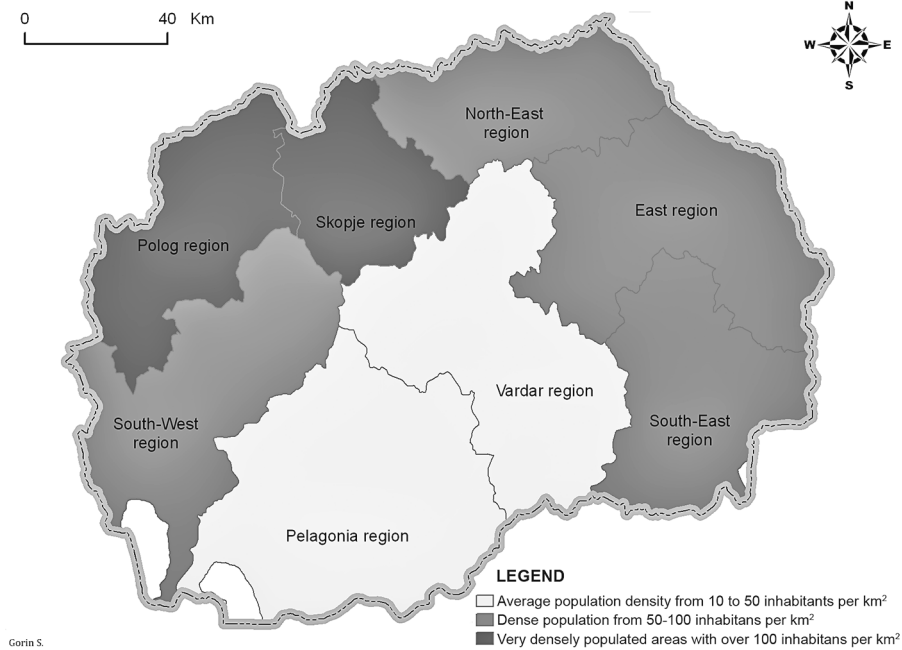 0 40 Km
N
W E
S
North-East
region
Skopje region
East region
Polog region
Vardar region
South-West
region
South-East
region
Pelagonia region
LEGEND
Average population density from 10 to 50 inhabitants per km²
Dense population from 50-100 inhabitans per km²
Very densely populated areas with over 100 inhabitans per km²
Gorin S.